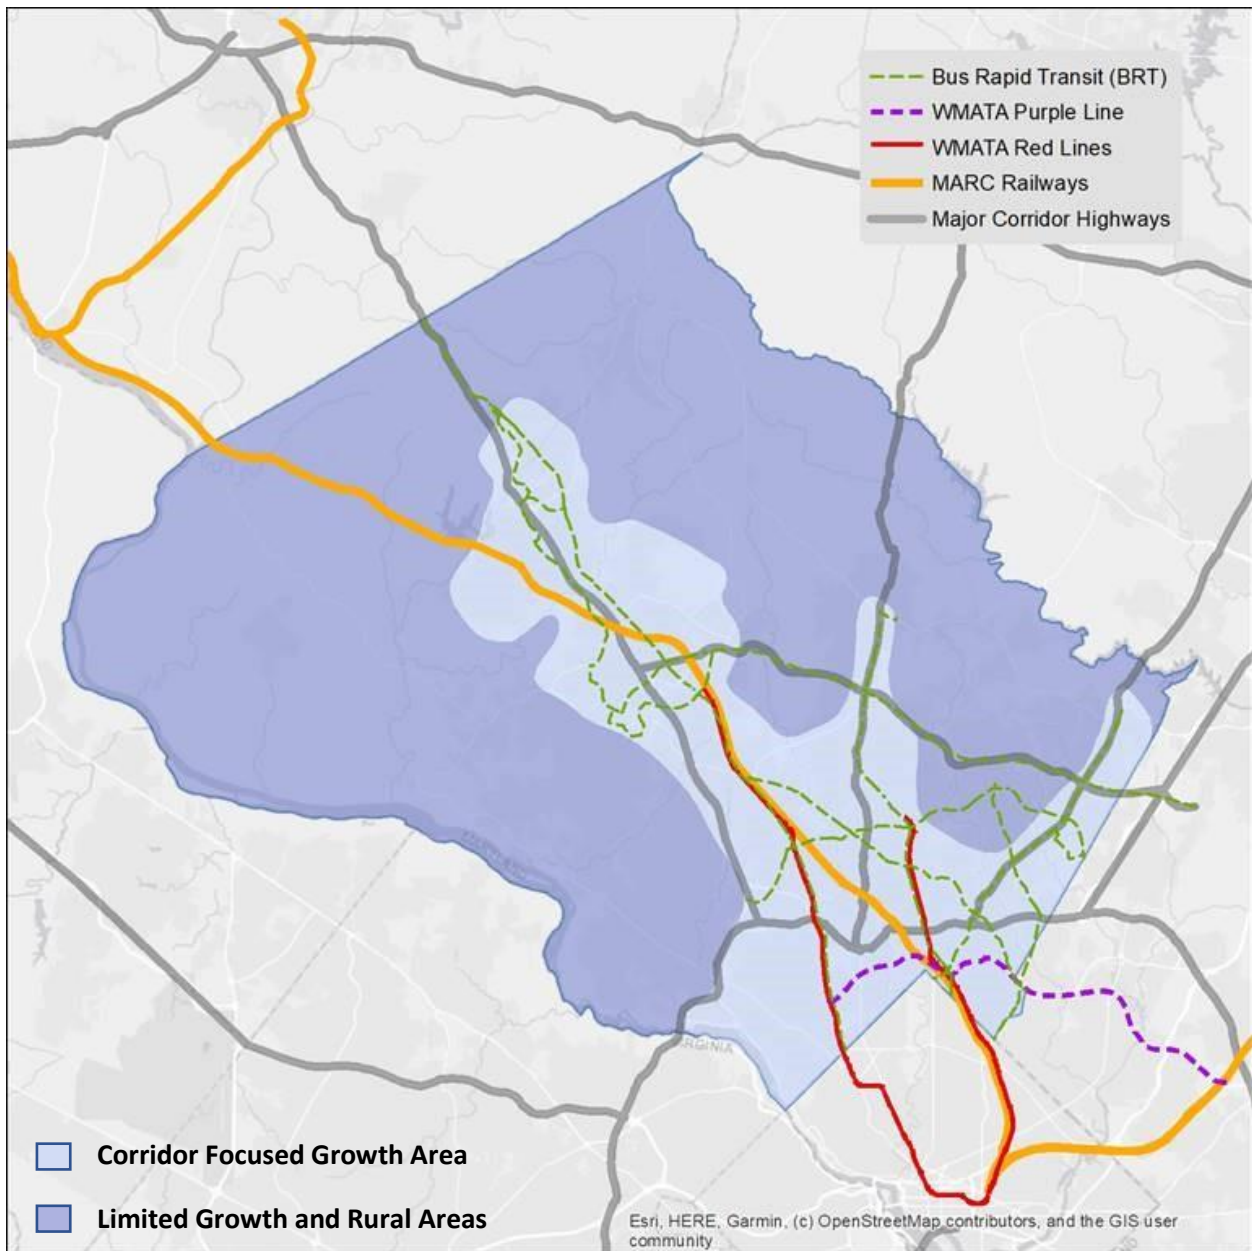 Bus Rapid Transit (BRT)
WMATA Purple Line
WMATA Red Lines
MARC Railways
Major Corridor Highways
MARYLAND
VIRGINIA
Corridor Focused Growth Area
Limited Growth and Rural Areas
Esri, HERE, Garmin, (c) OpenStreetMap contributors, and the GIS user
community